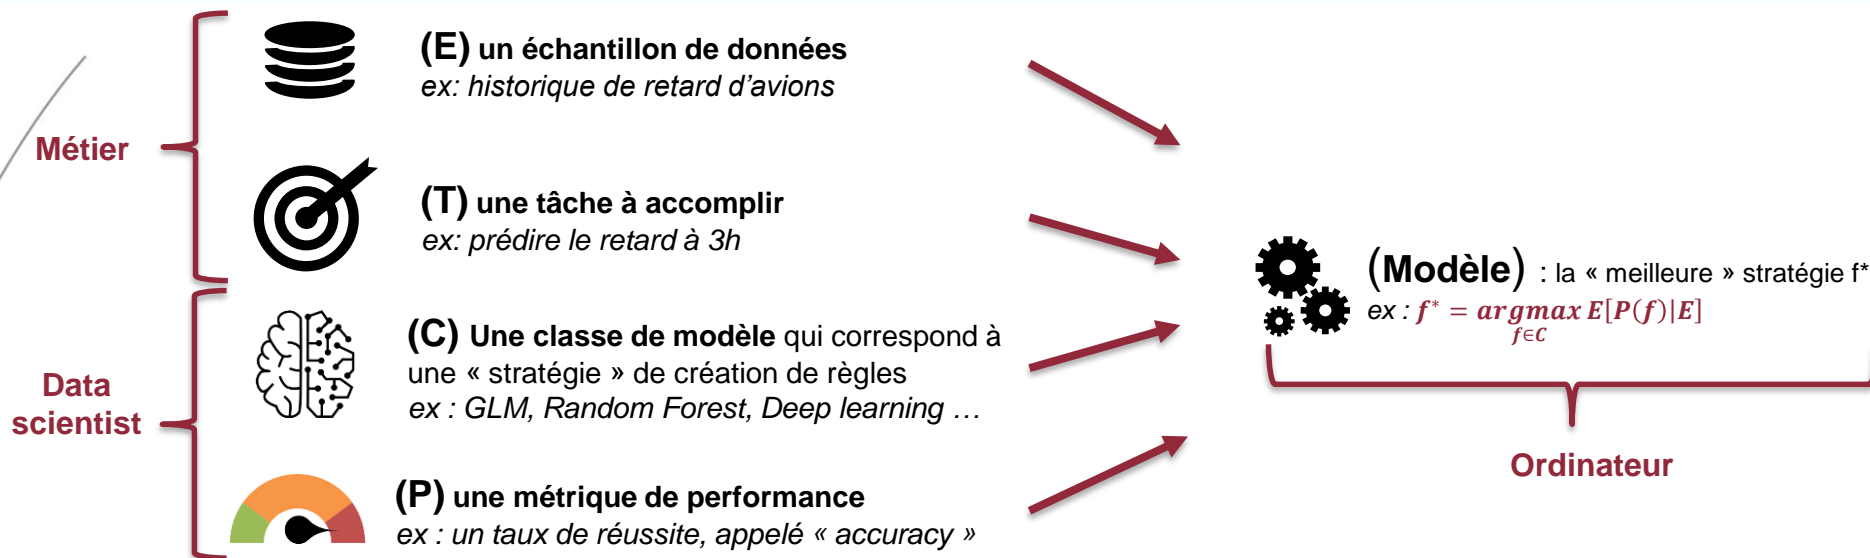 Métier
(E) un échantillon de données
ex: historique de retard d’avions
(T) une tâche à accomplir
ex: prédire le retard à 3h
Data
scientist
(C) Une classe de modèle qui correspond à
une « stratégie » de création de règles
ex : GLM, Random Forest, Deep learning …
(P) une métrique de performance
ex : un taux de réussite, appelé « accuracy »
(Modèle) : la « meilleure » stratégie f*
ex : f* = argmax E[P(f)|E]
f∈C
Ordinateur